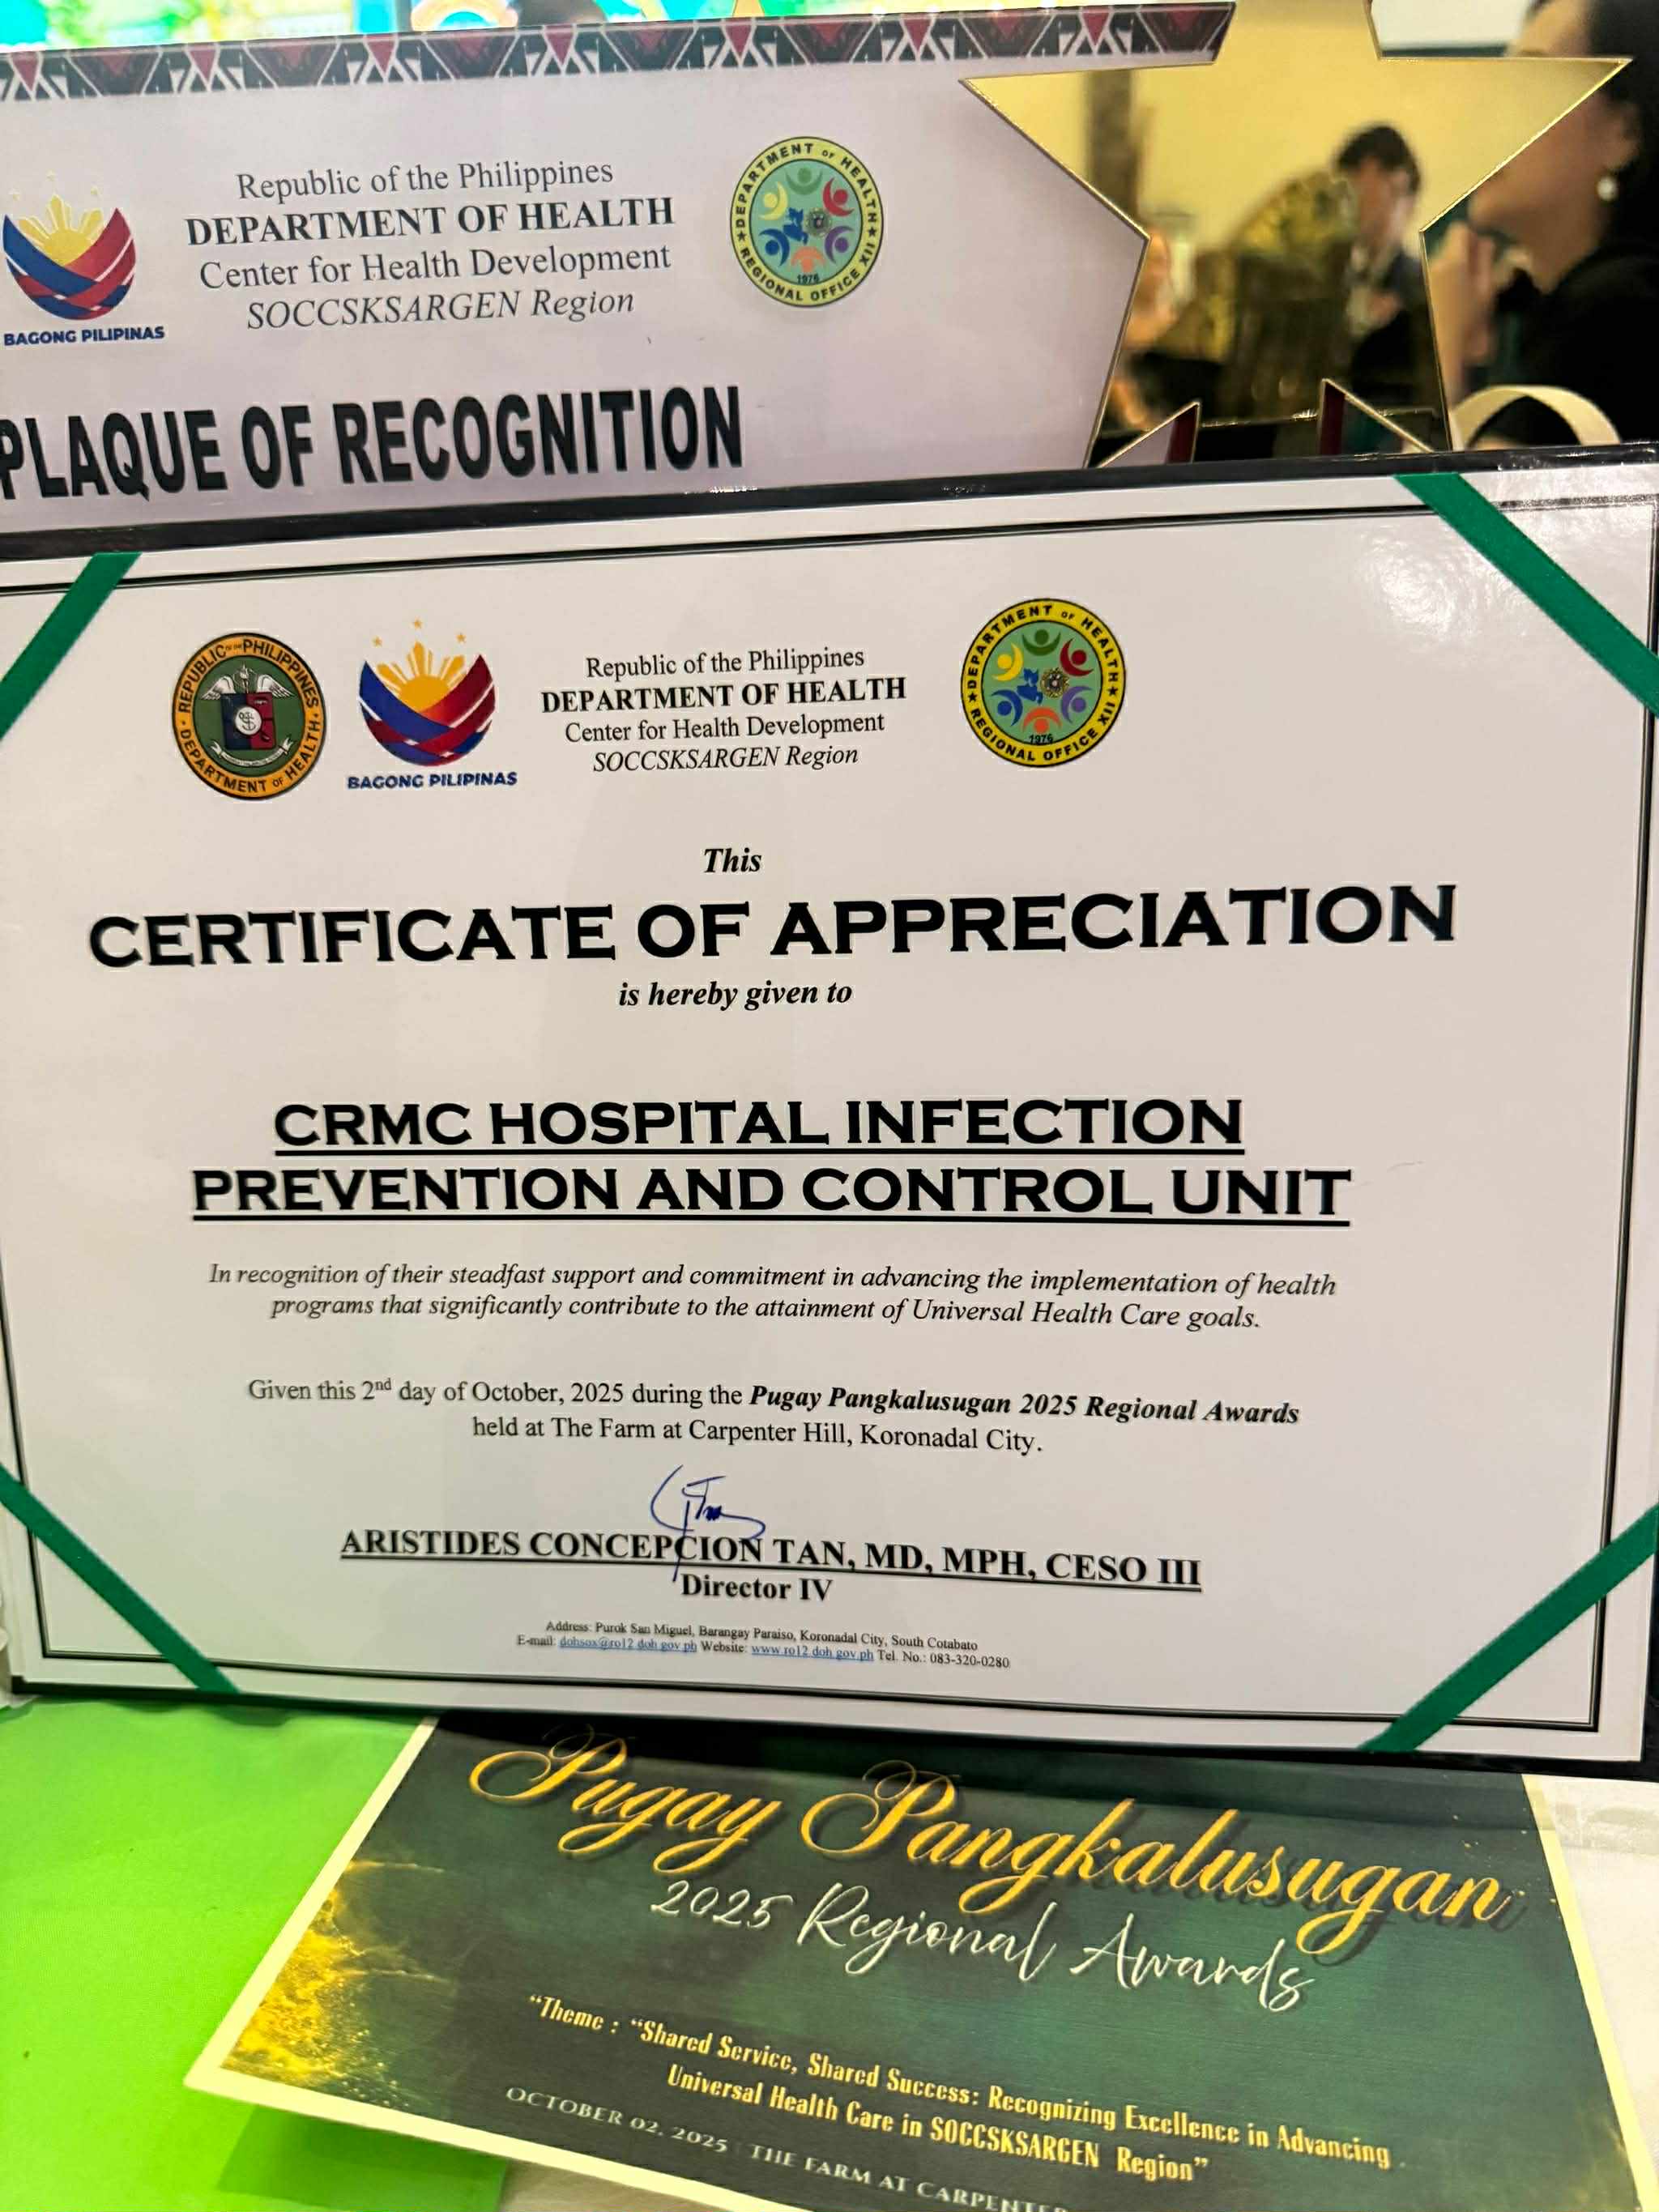 Republic of the Philippines
DEPARTMENT OF HEALTH
Center for Health Development
SOCCSKSARGEN Region
BAGONG PILIPINAS
DEPARTMENT OF HEALTH
REGIONAL OFFICE XII
1976
PLAQUE OF RECOGNITION
REPUBLIC OF THE PHILIPPINES
DEPARTMENT OF HEALTH
BAGONG PILIPINAS
Republic of the Philippines
DEPARTMENT OF HEALTH
Center for Health Development
SOCCSKSARGEN Region
DEPARTMENT OF HEALTH
REGIONAL OFFICE XII
1976
This
CERTIFICATE OF APPRECIATION
is hereby given to
CRMC HOSPITAL INFECTION
PREVENTION AND CONTROL UNIT
In recognition of their steadfast support and commitment in advancing the implementation of health
programs that significantly contribute to the attainment of Universal Health Care goals.
Given this 2nd day of October, 2025 during the Pugay Pangkalusugan 2025 Regional Awards
held at The Farm at Carpenter Hill, Koronadal City.
ARISTIDES CONCEPCION TAN, MD, MPH, CESO III
Director IV
Address: Purok San Miguel, Barangay Paraiso, Koronadal City, South Cotabato
E-mail: dohsox@ro12.doh.gov.ph Website: www.ro12.doh.gov.ph Tel. No.: 083-320-0280
Pugay Pangkalusugan
2025 Regional Awards
"Theme : "Shared Service, Shared Success: Recognizing Excellence in Advancing
Universal Health Care in SOCCSKSARGEN Region"
OCTOBER 02, 2025 THE FARM AT CARPENTER